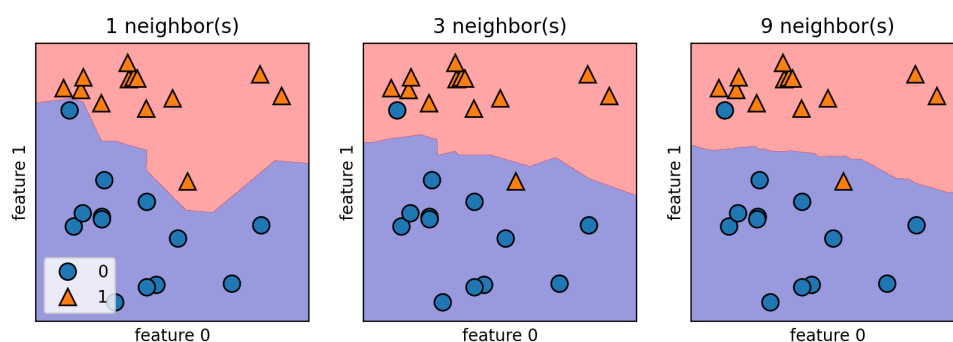 1 neighbor(s)
3 neighbor(s)
9 neighbor(s)
feature 1
feature 1
feature 1
0
1
feature 0
feature 0
feature 0